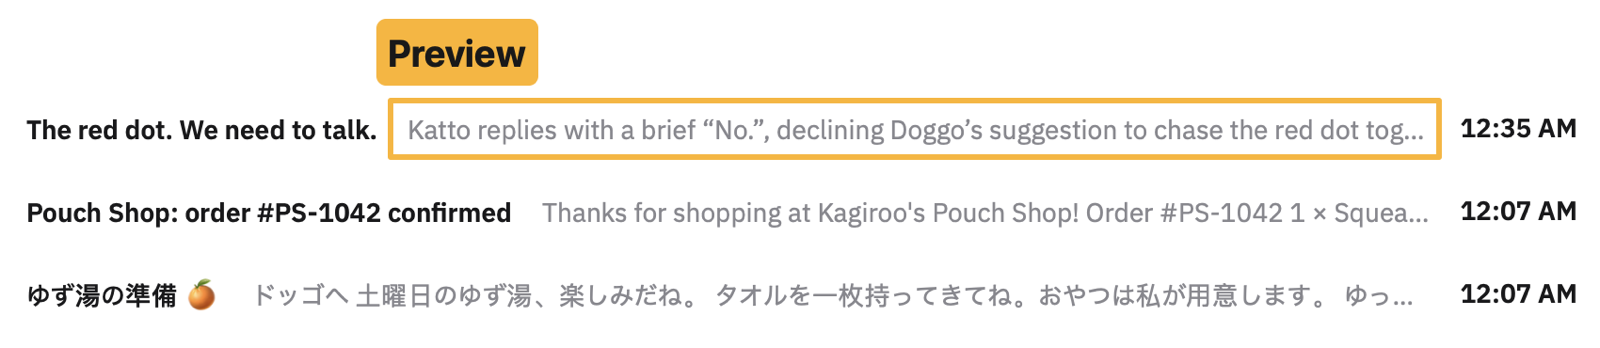 Preview
The red dot. We need to talk. Katto replies with a brief “No.”, declining Doggo’s suggestion to chase the red dot tog... 12:35 AM
Pouch Shop: order #PS-1042 confirmed Thanks for shopping at Kagiroo's Pouch Shop! Order #PS-1042 1 × Squea... 12:07 AM
ゆず湯の準備 🍊 ドッゴへ 土曜日のゆず湯、楽しみだね。 タオルを一枚持ってきてね。おやつは私が用意します。 ゆっ... 12:07 AM